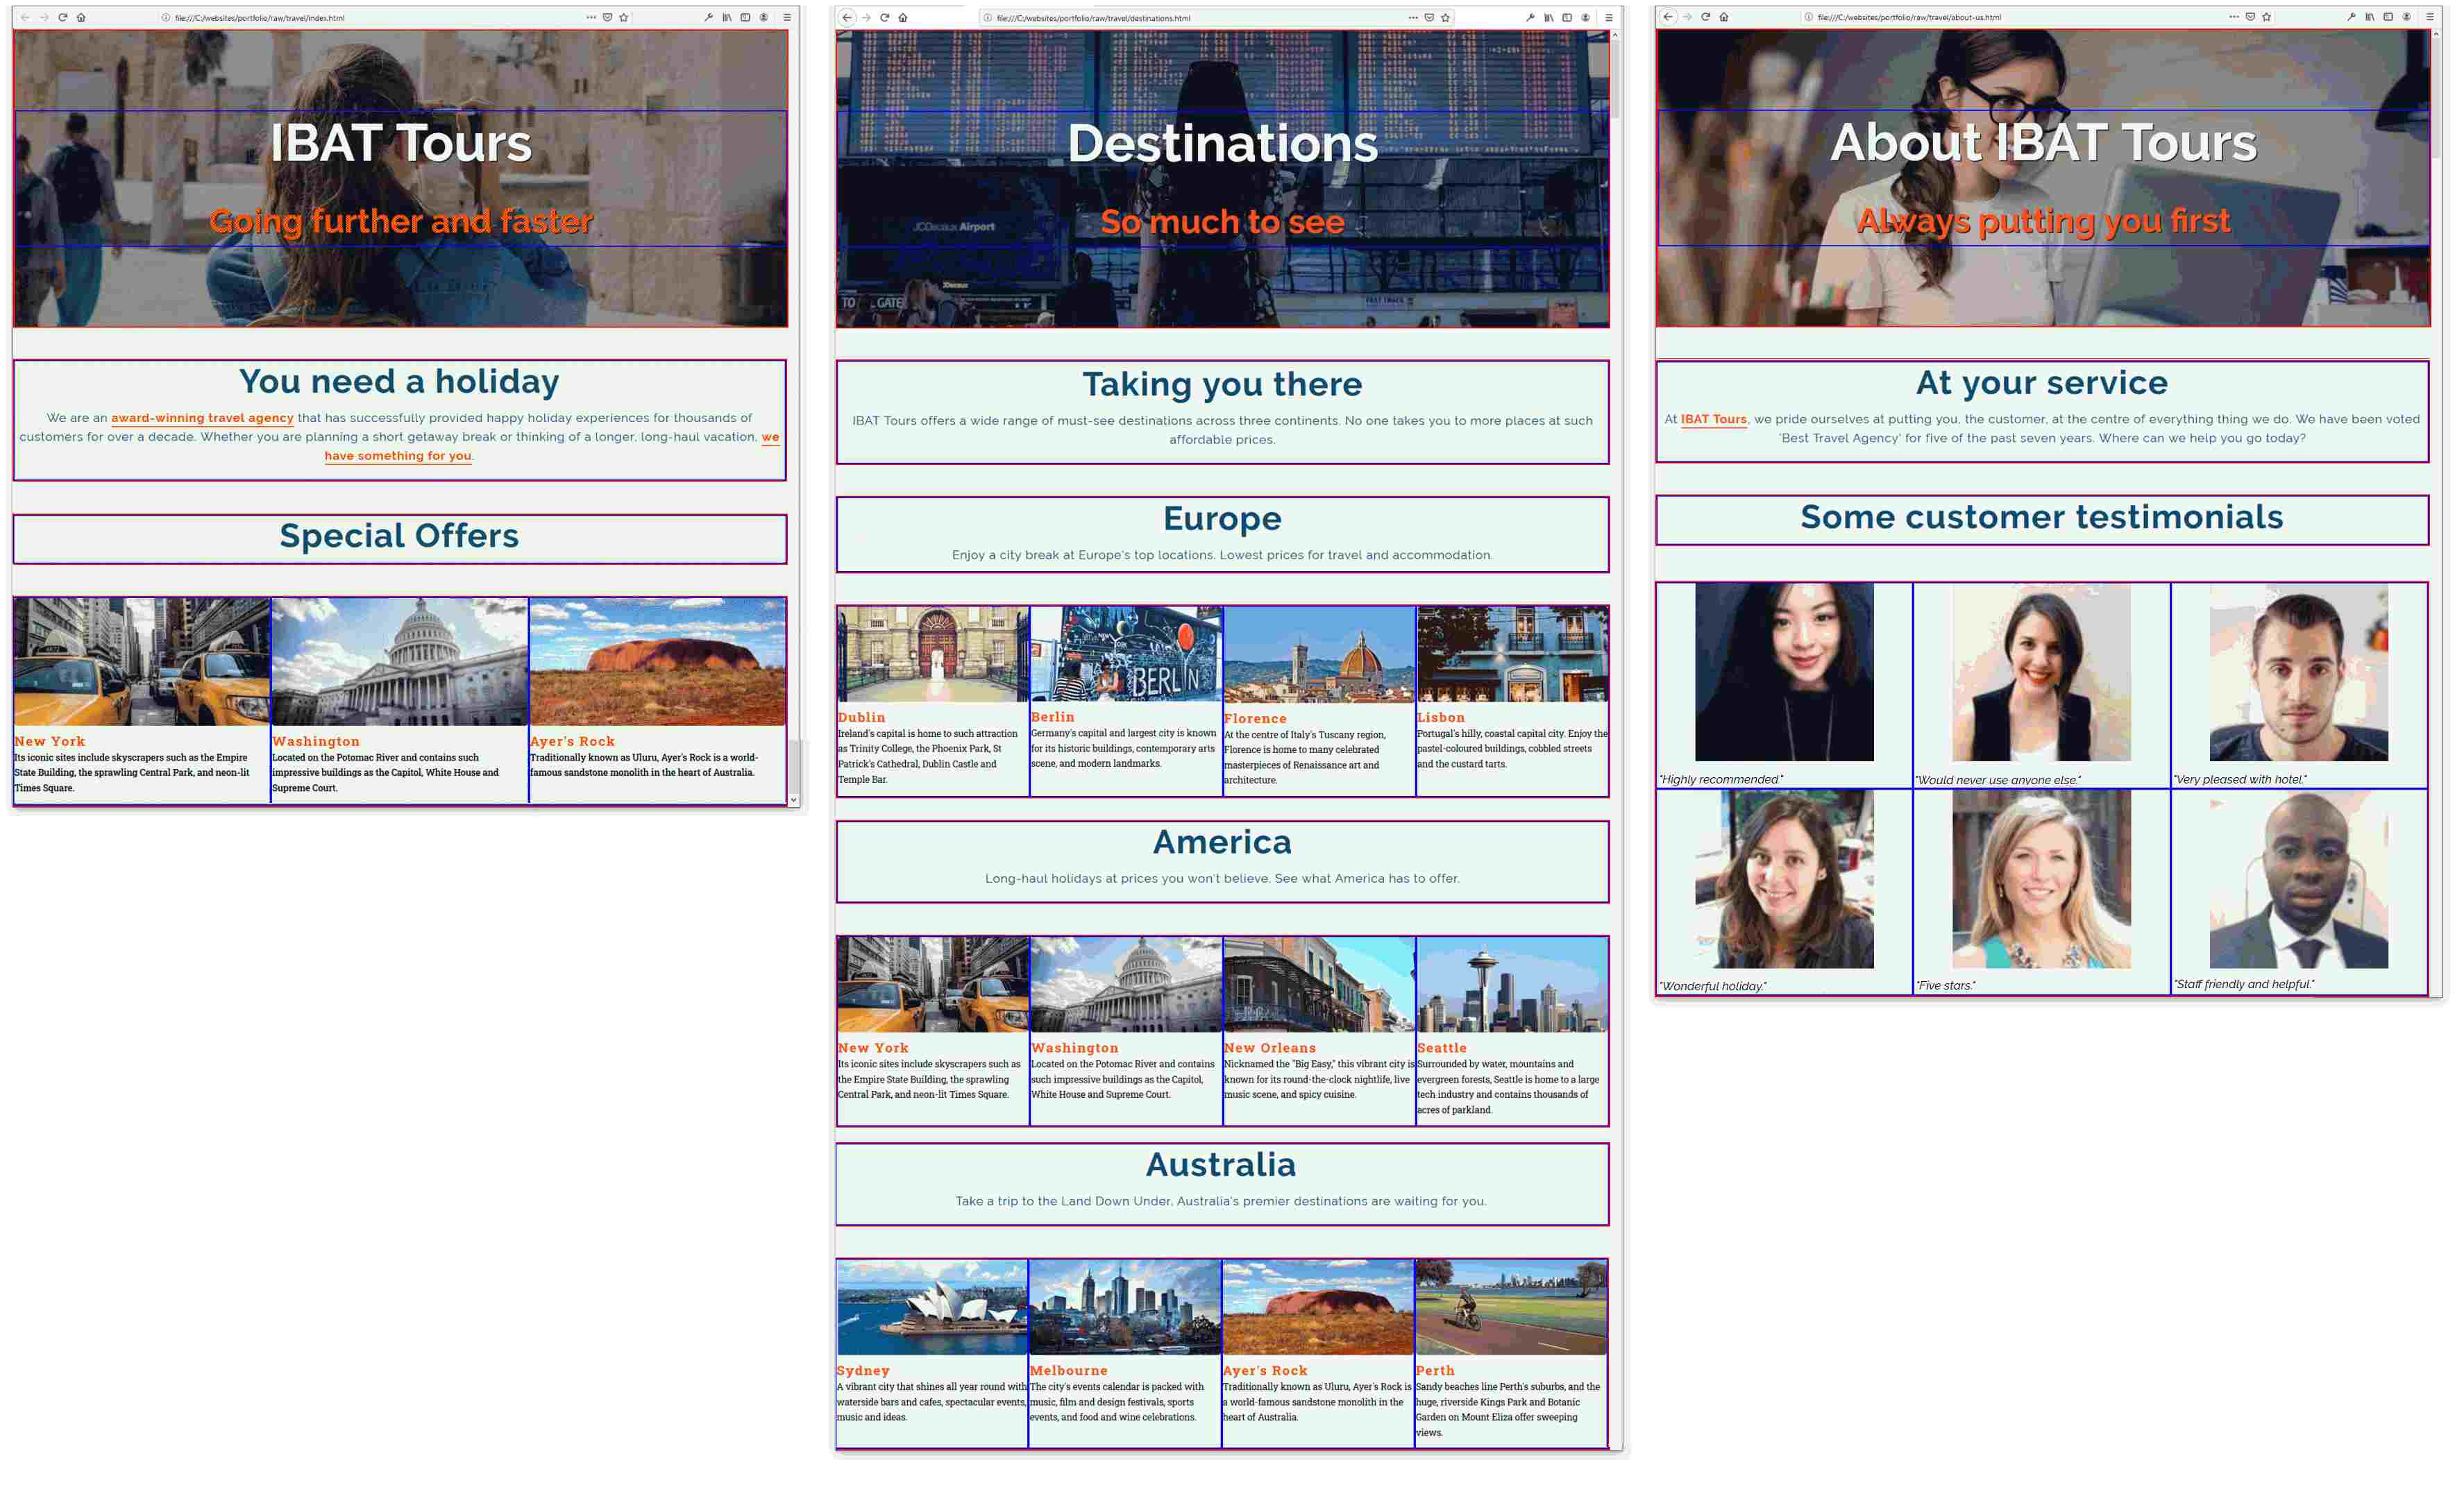 file:///C:/websites/portfolio/raw/travel/index.html
IBAT Tours
Going further and faster
You need a holiday
We are an award-winning travel agency that has successfully provided happy holiday experiences for thousands of
customers for over a decade. Whether you are planning a short getaway break or thinking of a longer, long-haul vacation, we
have something for you.
Special Offers
New York
Its iconic sites include skyscrapers such as the Empire
State Building, the sprawling Central Park, and neon-lit
Times Square.
Washington
Located on the Potomac River and contains such
impressive buildings as the Capitol, White House and
Supreme Court.
Ayer's Rock
Traditionally known as Uluru, Ayer's Rock is a world-
famous sandstone monolith in the heart of Australia.
file:///C:/websites/portfolio/raw/travel/destinations.html
Destinations
So much to see
JCDecaux Airport
JCDecaux
TO
GATE
FAST TRACK
Taking you there
IBAT Tours offers a wide range of must-see destinations across three continents. No one takes you to more places at such
affordable prices.
Europe
Enjoy a city break at Europe's top locations. Lowest prices for travel and accommodation.
BERLIN
Dublin
Ireland's capital is home to such attraction
as Trinity College, the Phoenix Park, St
Patrick's Cathedral, Dublin Castle and
Temple Bar.
Berlin
Germany's capital and largest city is known
for its historic buildings, contemporary arts
scene, and modern landmarks.
Florence
At the centre of Italy's Tuscany region,
Florence is home to many celebrated
masterpieces of Renaissance art and
architecture.
Lisbon
Portugal's hilly, coastal capital city. Enjoy the
pastel-coloured buildings, cobbled streets
and the custard tarts.
America
Long-haul holidays at prices you won't believe. See what America has to offer.
New York
Its iconic sites include skyscrapers such as
the Empire State Building, the sprawling
Central Park, and neon-lit Times Square.
Washington
Located on the Potomac River and contains
such impressive buildings as the Capitol,
White House and Supreme Court.
New Orleans
Nicknamed the "Big Easy," this vibrant city is
known for its round-the-clock nightlife, live
music scene, and spicy cuisine.
Seattle
Surrounded by water, mountains and
evergreen forests, Seattle is home to a large
tech industry and contains thousands of
acres of parkland.
Australia
Take a trip to the Land Down Under, Australia's premier destinations are waiting for you.
Sydney
A vibrant city that shines all year round with
waterside bars and cafes, spectacular events,
music and ideas.
Melbourne
The city's events calendar is packed with
music, film and design festivals, sports
events, and food and wine celebrations.
Ayer's Rock
Traditionally known as Uluru, Ayer's Rock is
a world-famous sandstone monolith in the
heart of Australia.
Perth
Sandy beaches line Perth's suburbs, and the
huge, riverside Kings Park and Botanic
Garden on Mount Eliza offer sweeping
views.
file:///C:/websites/portfolio/raw/travel/about-us.html
About IBAT Tours
Always putting you first
At your service
At IBAT Tours, we pride ourselves at putting you, the customer, at the centre of everything thing we do. We have been voted
'Best Travel Agency' for five of the past seven years. Where can we help you go today?
Some customer testimonials
"Highly recommended."
"Would never use anyone else."
"Very pleased with hotel."
"Wonderful holiday."
"Five stars."
"Staff friendly and helpful."